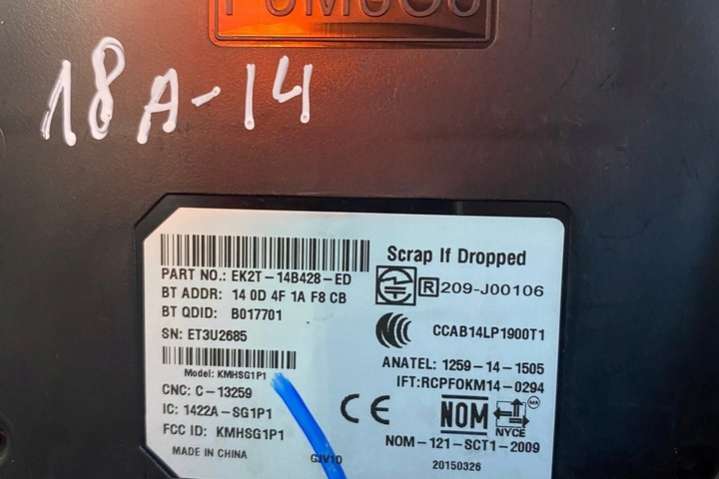 18A-14
PART NO.: EK2T-14B428-ED
BT ADDR: 14 0D 4F 1A F8 CB
BT QDID: B017701
SN: ET3U2685
Model: KMHSG1P1
CNC: C-13259
IC: 1422A-SG1P1
FCC ID: KMHSG1P1
MADE IN CHINA
G3V10
Scrap If Dropped
R 209-J00106
CCAB14LP1900T1
ANATEL: 1259-14-1505
IFT:RCPFOKM14-0294
CE NOM NYCE MX
NOM-121-SCT1-2009
20150326